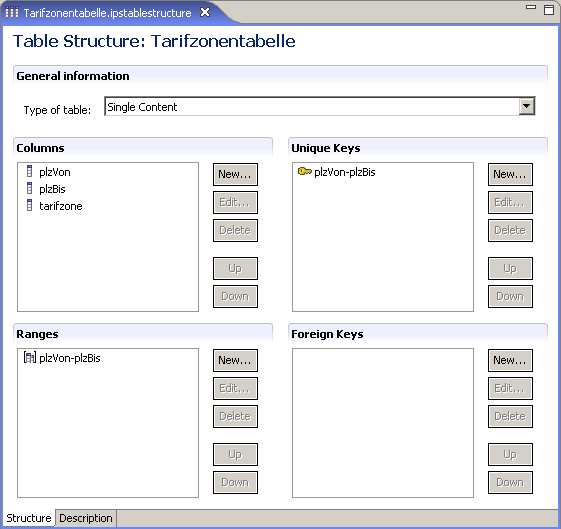 Tarifzonentabelle.ipstablestructure
Table Structure: Tarifzonentabelle
General information
Type of table: Single Content
Columns
plzVon
plzBis
tarifzone
New...
Edit...
Delete
Up
Down
Unique Keys
plzVon-plzBis
New...
Edit...
Delete
Up
Down
Ranges
plzVon-plzBis
New...
Edit...
Delete
Up
Down
Foreign Keys
New...
Edit...
Delete
Up
Down
Structure Description